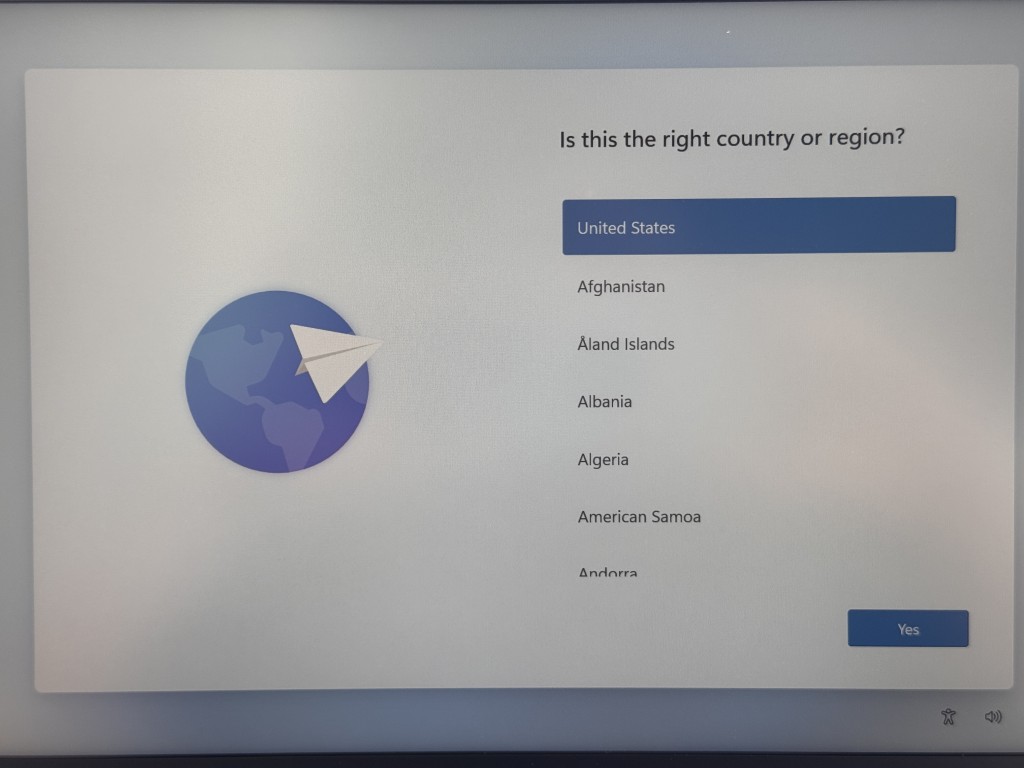 Is this the right country or region?
United States
Afghanistan
Åland Islands
Albania
Algeria
American Samoa
Andorra
Yes